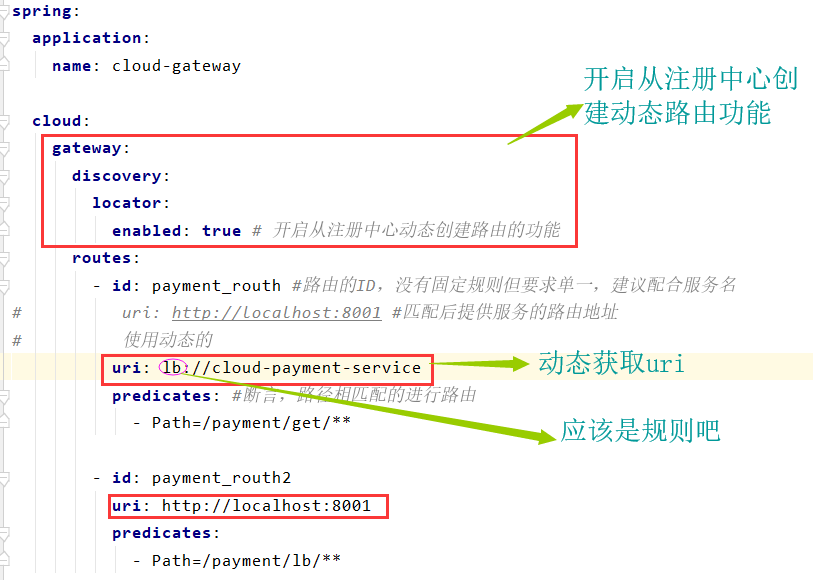 spring:
application:
name: cloud-gateway
开启从注册中心创
建动态路由功能
cloud:
gateway:
discovery:
locator:
enabled: true # 开启从注册中心动态创建路由的功能
routes:
- id: payment_routh #路由的ID，没有固定规则但要求单一，建议配合服务名
# uri: http://localhost:8001 #匹配后提供服务的路由地址
# 使用动态的
uri: lb://cloud-payment-service
动态获取uri
predicates: #断言，路径相匹配的进行路由
- Path=/payment/get/**
应该是规则吧
- id: payment_routh2
uri: http://localhost:8001
predicates:
- Path=/payment/lb/**